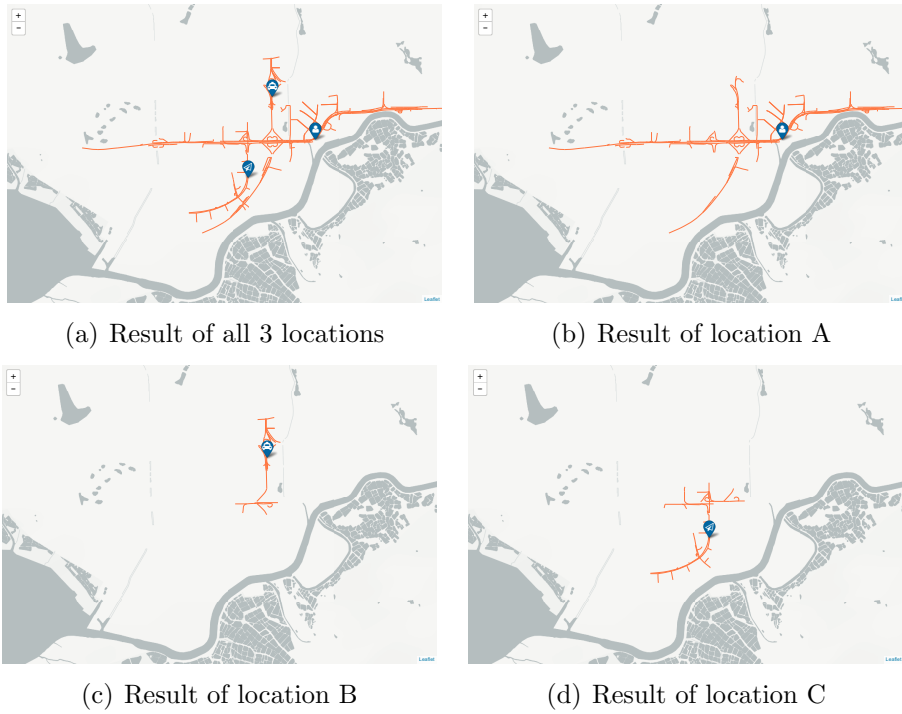 +
−
Leaflet
+
−
Leaflet
(a) Result of all 3 locations
(b) Result of location A
+
−
Leaflet
+
−
Leaflet
(c) Result of location B
(d) Result of location C